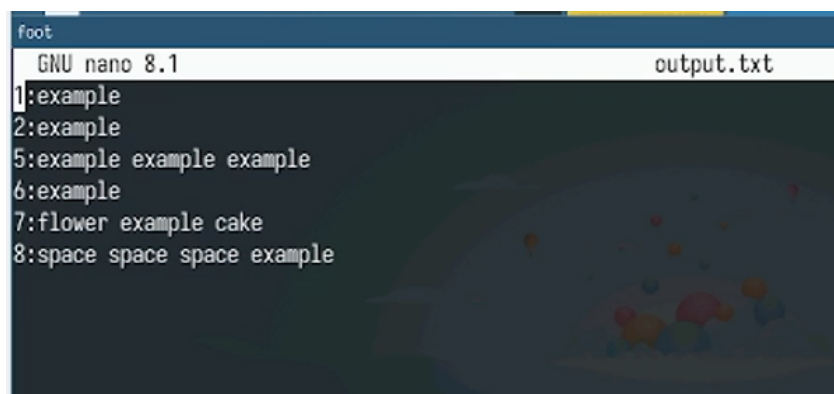 foot
GNU nano 8.1 output.txt
1:example
2:example
5:example example example
6:example
7:flower example cake
8:space space space example